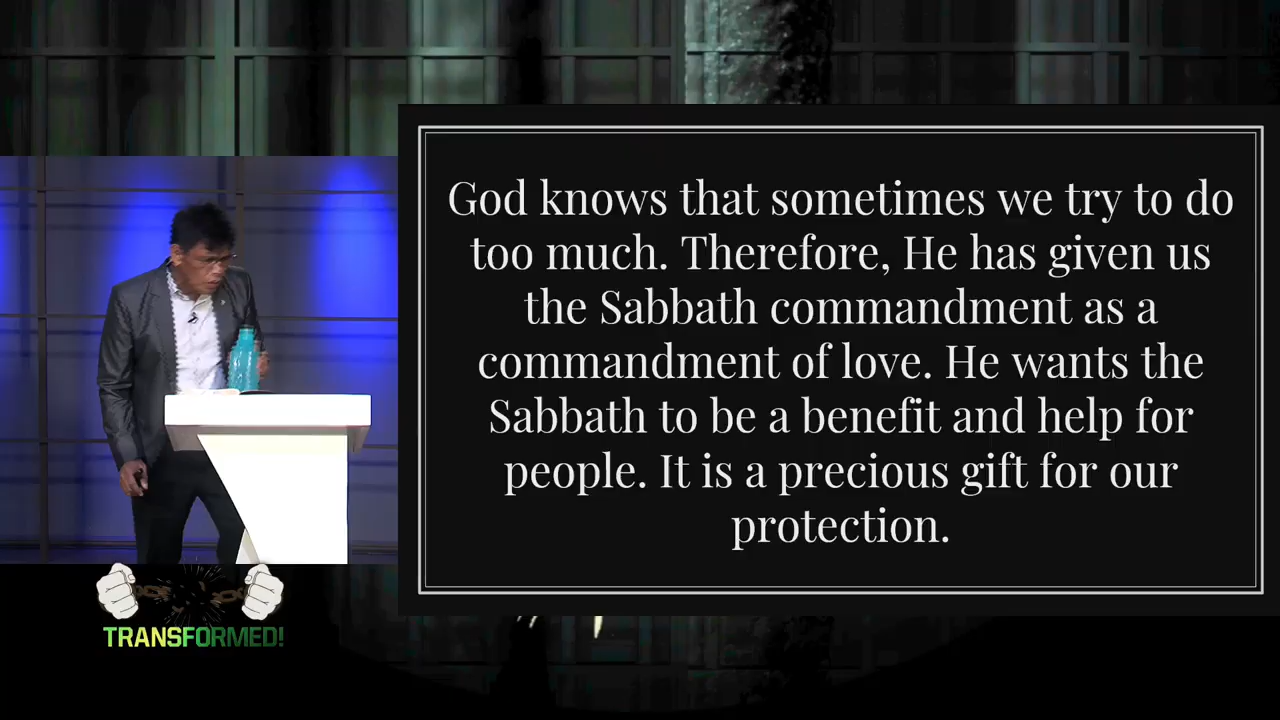 God knows that sometimes we try to do
too much. Therefore, He has given us
the Sabbath commandment as a
commandment of love. He wants the
Sabbath to be a benefit and help for
people. It is a precious gift for our
protection.
TRANSFORMED!